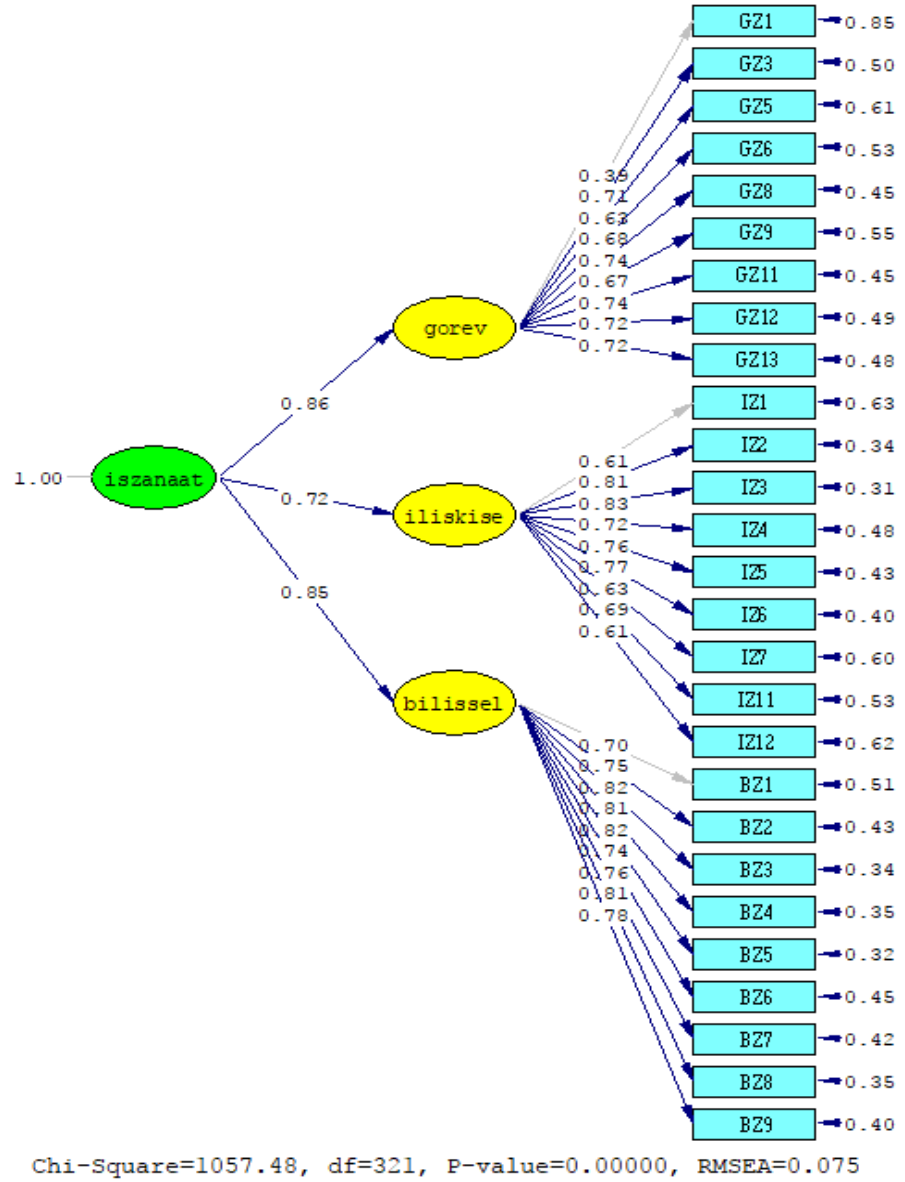 GZ1 0.85
GZ3 0.50
GZ5 0.61
GZ6 0.53
GZ8 0.45
GZ9 0.55
GZ11 0.45
GZ12 0.49
GZ13 0.48
0.39
0.71
0.63
0.68
0.74
0.67
0.74
0.72
0.72
gorev
0.86
1.00 iszanaat
0.72
iliskise
0.85
bilissel
IZ1 0.63
IZ2 0.34
IZ3 0.31
IZ4 0.48
IZ5 0.43
IZ6 0.40
IZ7 0.60
IZ11 0.53
IZ12 0.62
0.61
0.81
0.83
0.72
0.76
0.77
0.63
0.69
0.61
BZ1 0.51
BZ2 0.43
BZ3 0.34
BZ4 0.35
BZ5 0.32
BZ6 0.45
BZ7 0.42
BZ8 0.35
BZ9 0.40
0.70
0.75
0.82
0.81
0.82
0.74
0.76
0.81
0.78
Chi-Square=1057.48, df=321, P-value=0.00000, RMSEA=0.075